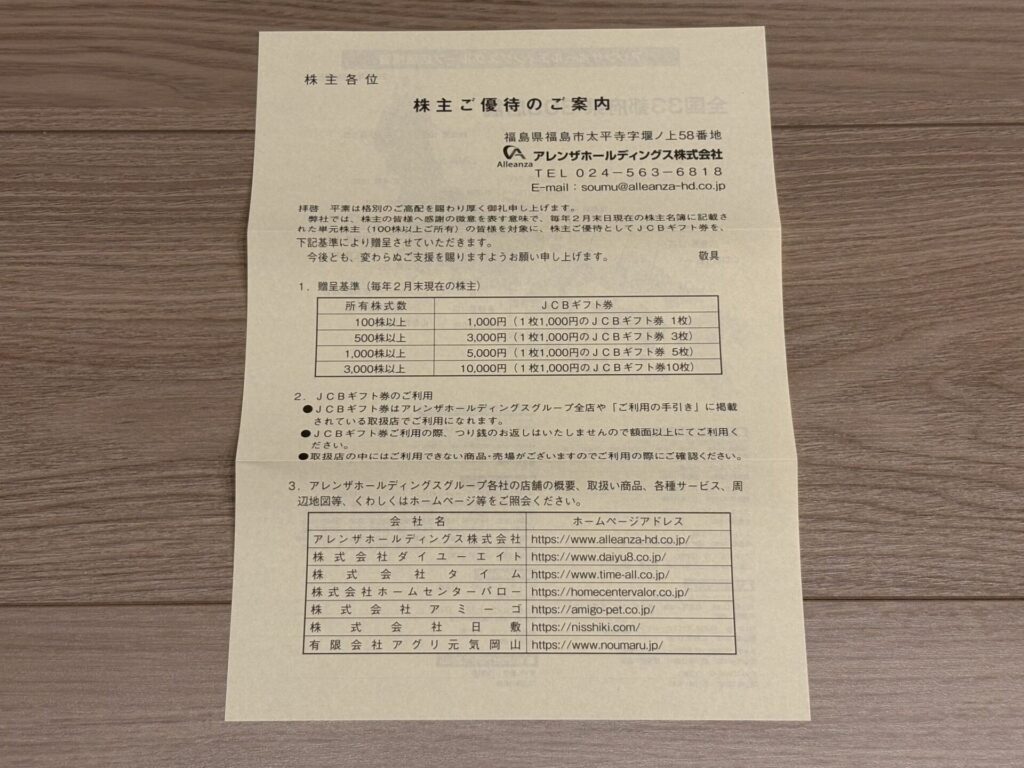 株主各位
株主ご優待のご案内
福島県福島市太平寺字堰ノ上58番地
Alleanza アレンザホールディングス株式会社
TEL 024-563-6818
E-mail：soumu@alleanza-hd.co.jp
拝啓　平素は格別のご高配を賜わり厚く御礼申し上げます。
弊社では、株主の皆様へ感謝の微意を表す意味で、毎年2月末日現在の株主名簿に記載さ
れた単元株主（100株以上ご所有）の皆様を対象に、株主ご優待としてJCBギフト券を、
下記基準により贈呈させていただきます。
今後とも、変わらぬご支援を賜りますようお願い申し上げます。　敬具
1．贈呈基準（毎年2月末現在の株主）
所有株式数　JCBギフト券
100株以上　1,000円（1枚1,000円のJCBギフト券 1枚）
500株以上　3,000円（1枚1,000円のJCBギフト券 3枚）
1,000株以上　5,000円（1枚1,000円のJCBギフト券 5枚）
3,000株以上　10,000円（1枚1,000円のJCBギフト券10枚）
2．JCBギフト券のご利用
●JCBギフト券はアレンザホールディングスグループ全店や「ご利用の手引き」に掲載
されている取扱店でご利用になれます。
●JCBギフト券ご利用の際、つり銭のお返しはいたしませんので額面以上にてご利用く
ださい。
●取扱店の中にはご利用できない商品・売場がございますのでご利用の際にご確認ください。
3．アレンザホールディングスグループ各社の店舗の概要、取扱い商品、各種サービス、周
辺地図等、くわしくはホームページ等をご照会ください。
会社名　ホームページアドレス
アレンザホールディングス株式会社　https://www.alleanza-hd.co.jp/
株式会社ダイユーエイト　https://www.daiyu8.co.jp/
株式会社タイム　https://www.time-all.co.jp/
株式会社ホームセンターバロー　https://homecentervalor.co.jp/
株式会社アミーゴ　https://amigo-pet.co.jp/
株式会社日敷　https://nisshiki.com/
有限会社アグリ元気岡山　https://www.noumaru.jp/